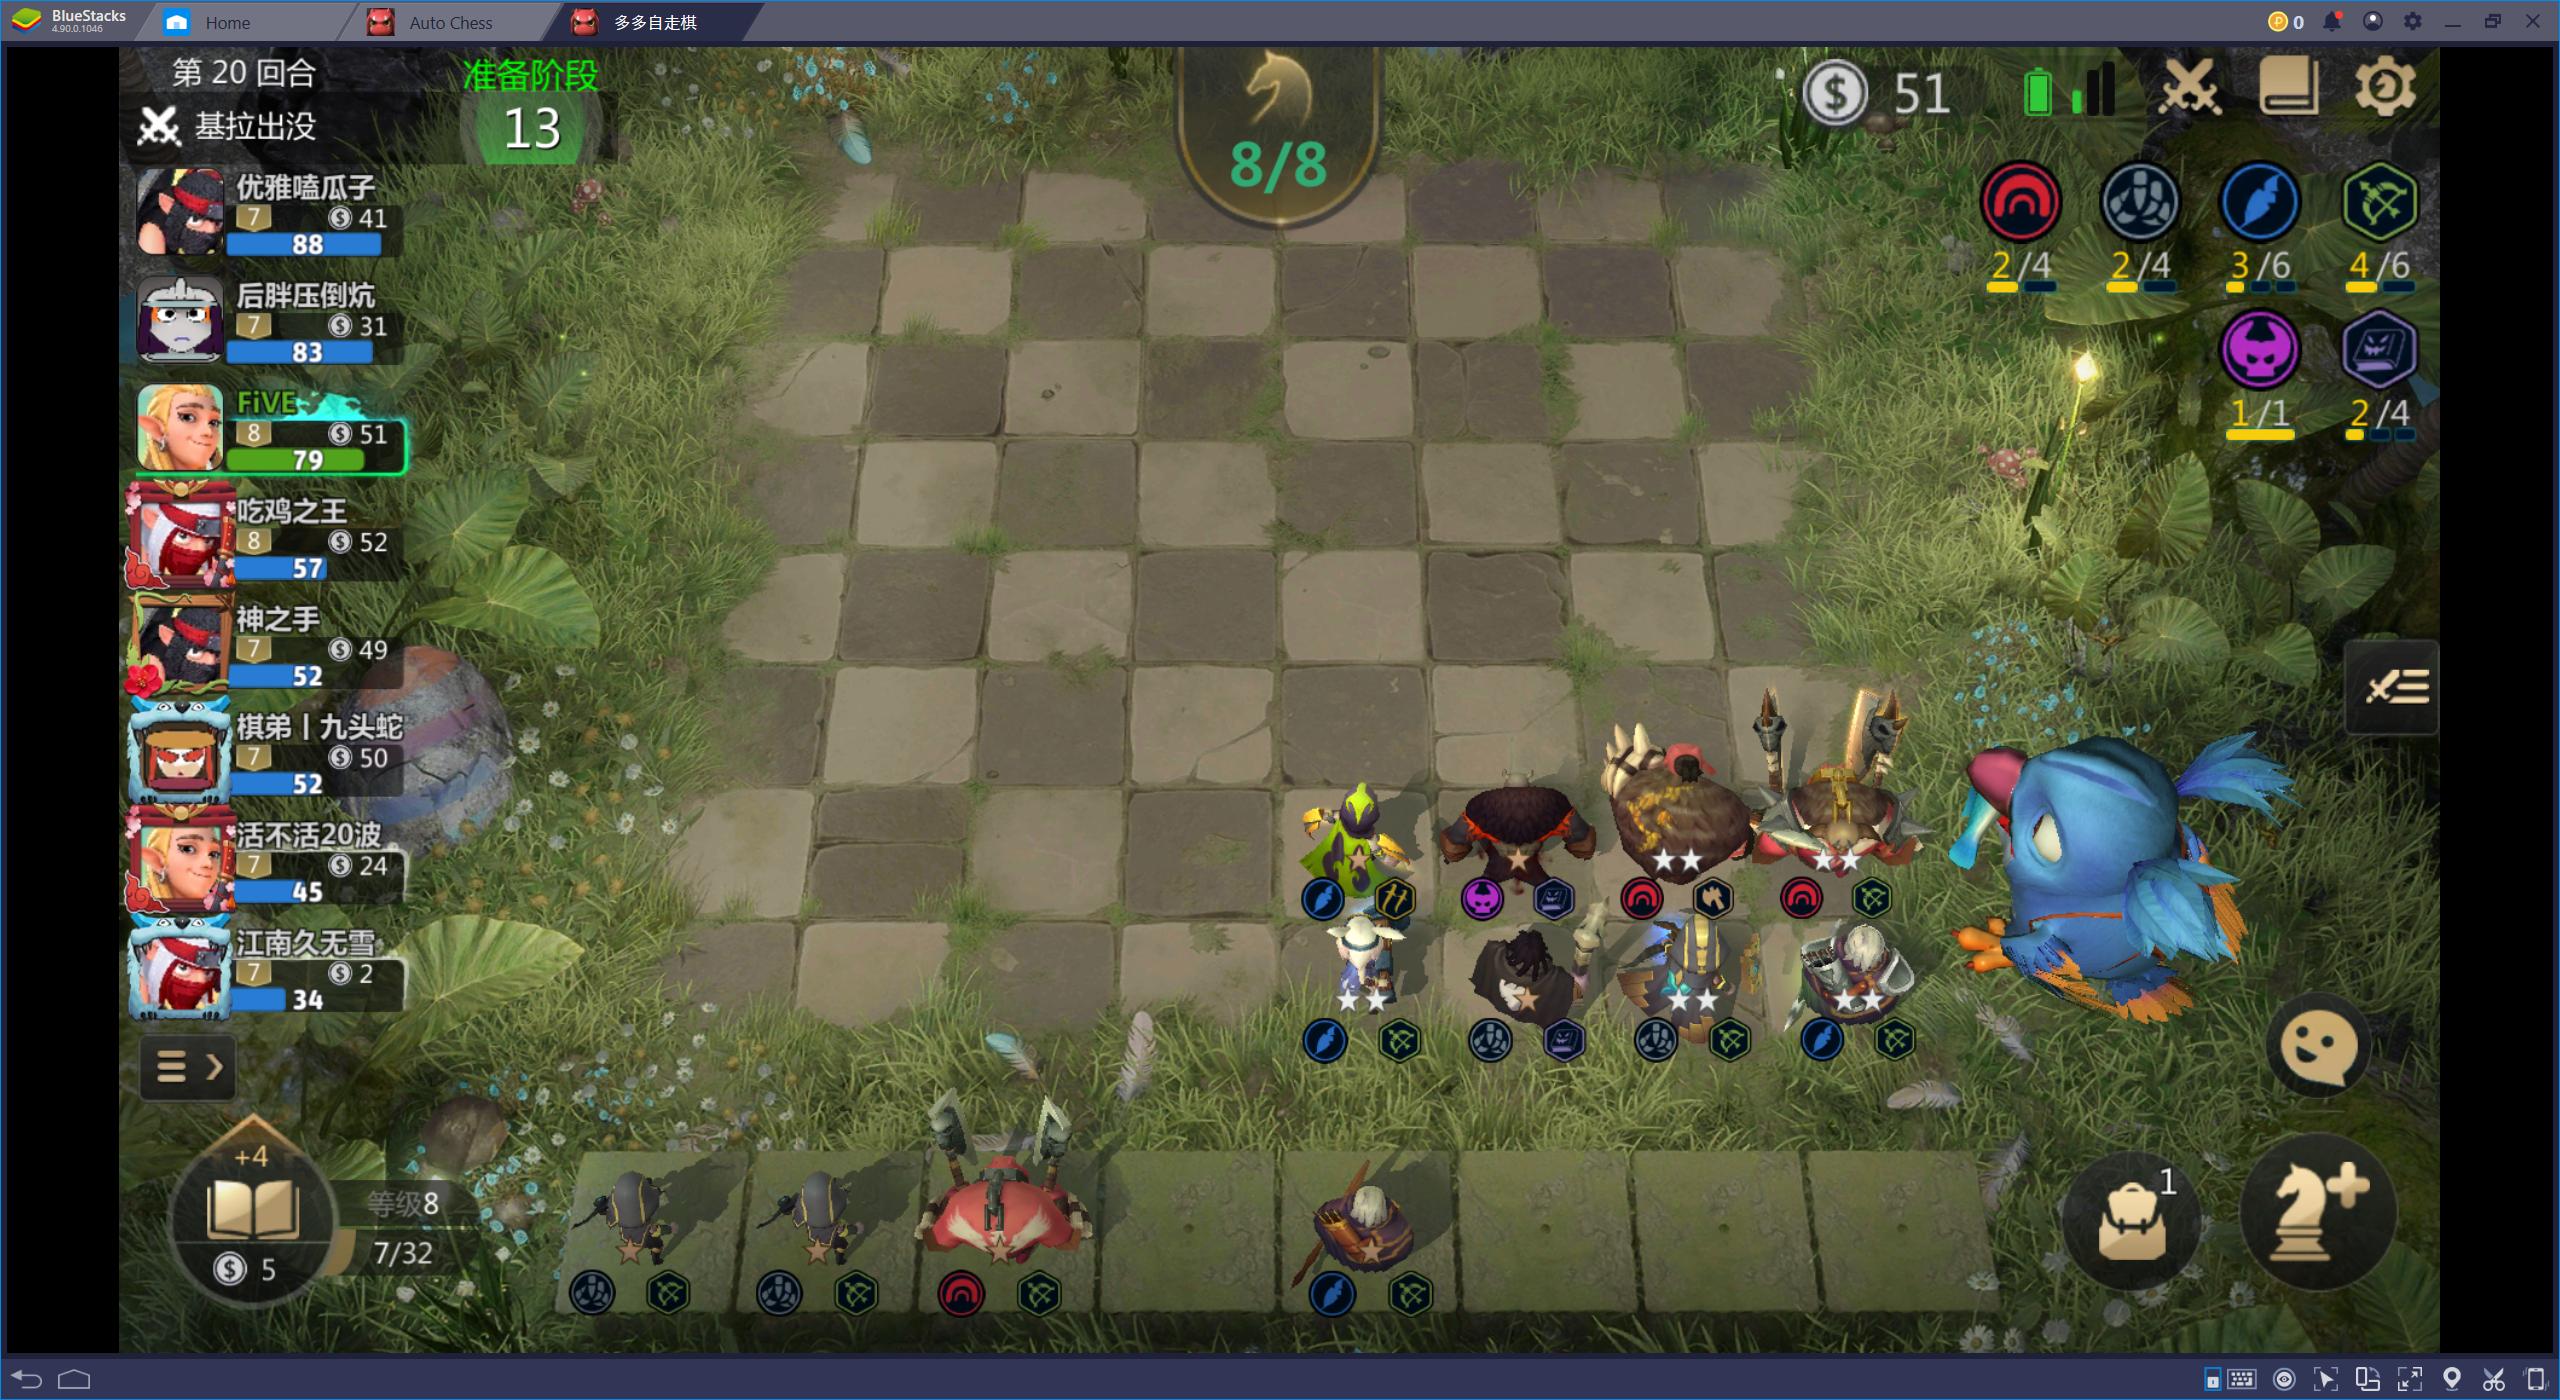 BlueStacks
4.90.0.1046
Home
Auto Chess
多多自走棋
0
第 20 回合
准备阶段
基拉出没
13
8/8
51
优雅嗑瓜子
7 41
88
后胖压倒炕
7 31
83
FiVE
8 51
79
吃鸡之王
8 52
57
神之手
7 49
52
棋弟丨九头蛇
7 50
52
活不活20波
7 24
45
江南久无雪
7 2
34
2/4
2/4
3/6
4/6
1/1
2/4
+4
等级8
5
7/32
1